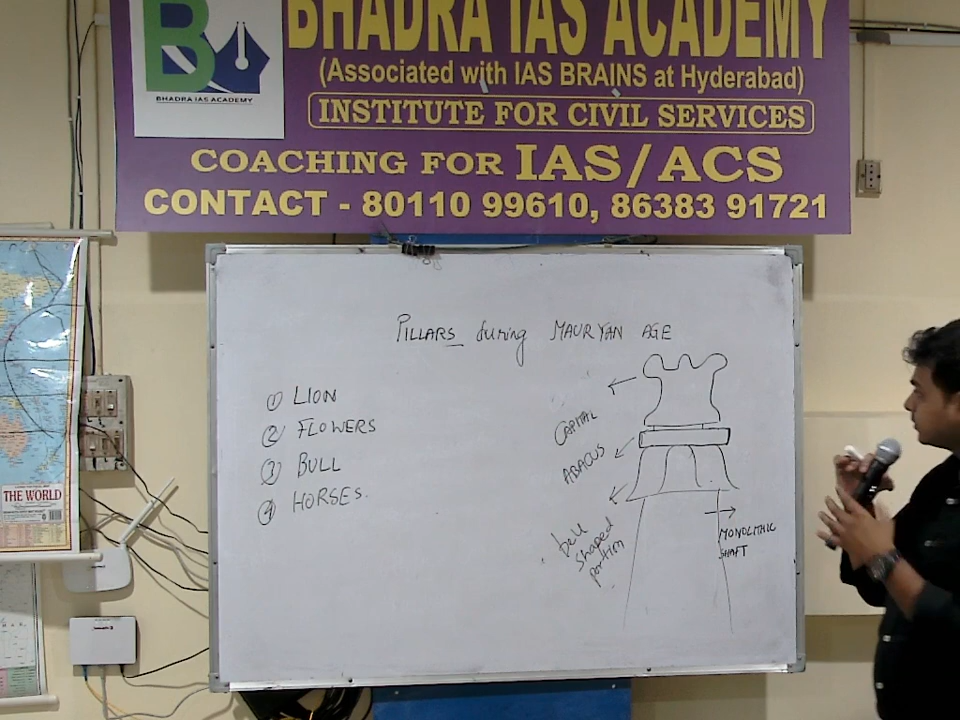 BHADRA IAS ACADEMY
BHADRA IAS ACADEMY
(Associated with IAS BRAINS at Hyderabad)
INSTITUTE FOR CIVIL SERVICES
COACHING FOR IAS/ACS
CONTACT - 80110 99610, 86383 91721
PILLARS during MAURYAN AGE
① LION
② FLOWERS
③ BULL
④ HORSES.
CAPITAL
ABACUS
bell shaped portion
MONOLITHIC
SHAFT
THE WORLD